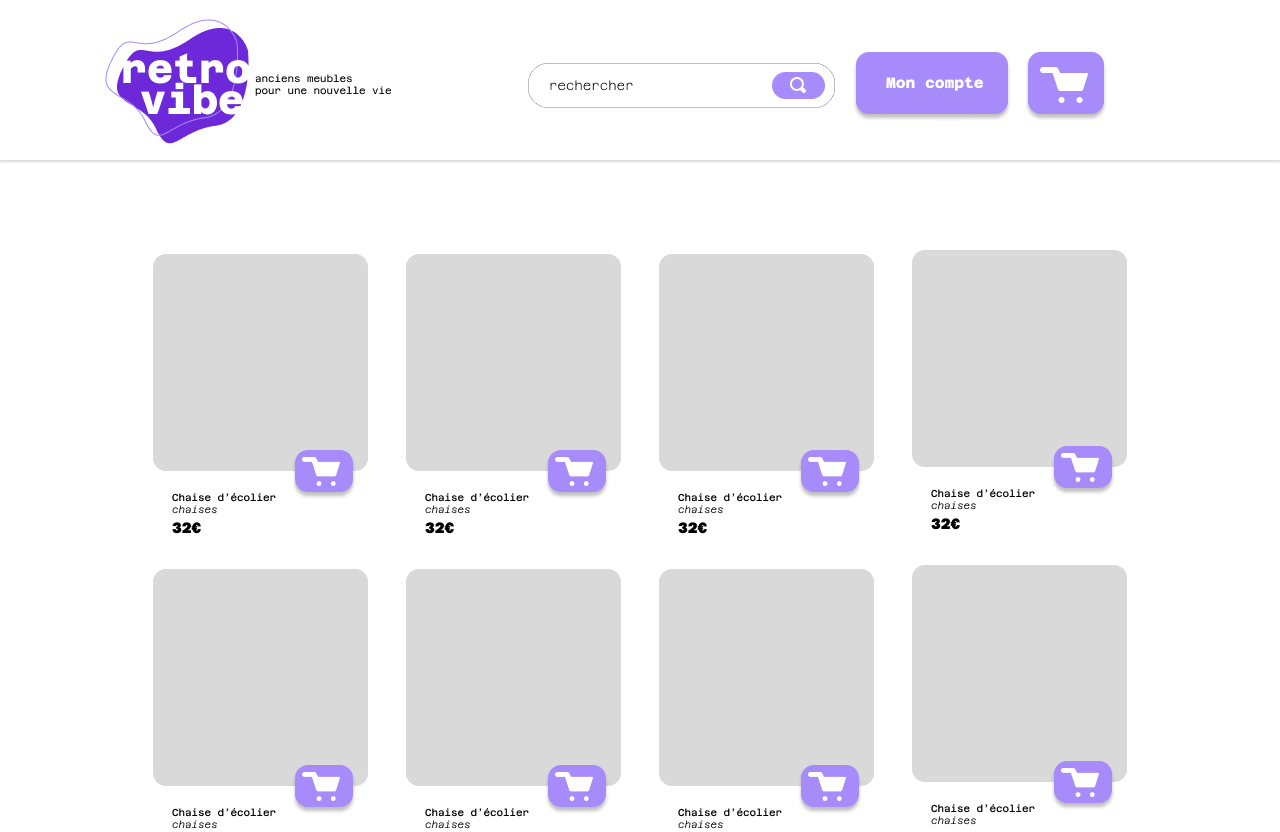 retro
vibe
anciens meubles
pour une nouvelle vie
rechercher
Mon compte
Chaise d'écolier
chaises
32€
Chaise d'écolier
chaises
32€
Chaise d'écolier
chaises
32€
Chaise d'écolier
chaises
32€
Chaise d'écolier
chaises
Chaise d'écolier
chaises
Chaise d'écolier
chaises
Chaise d'écolier
chaises